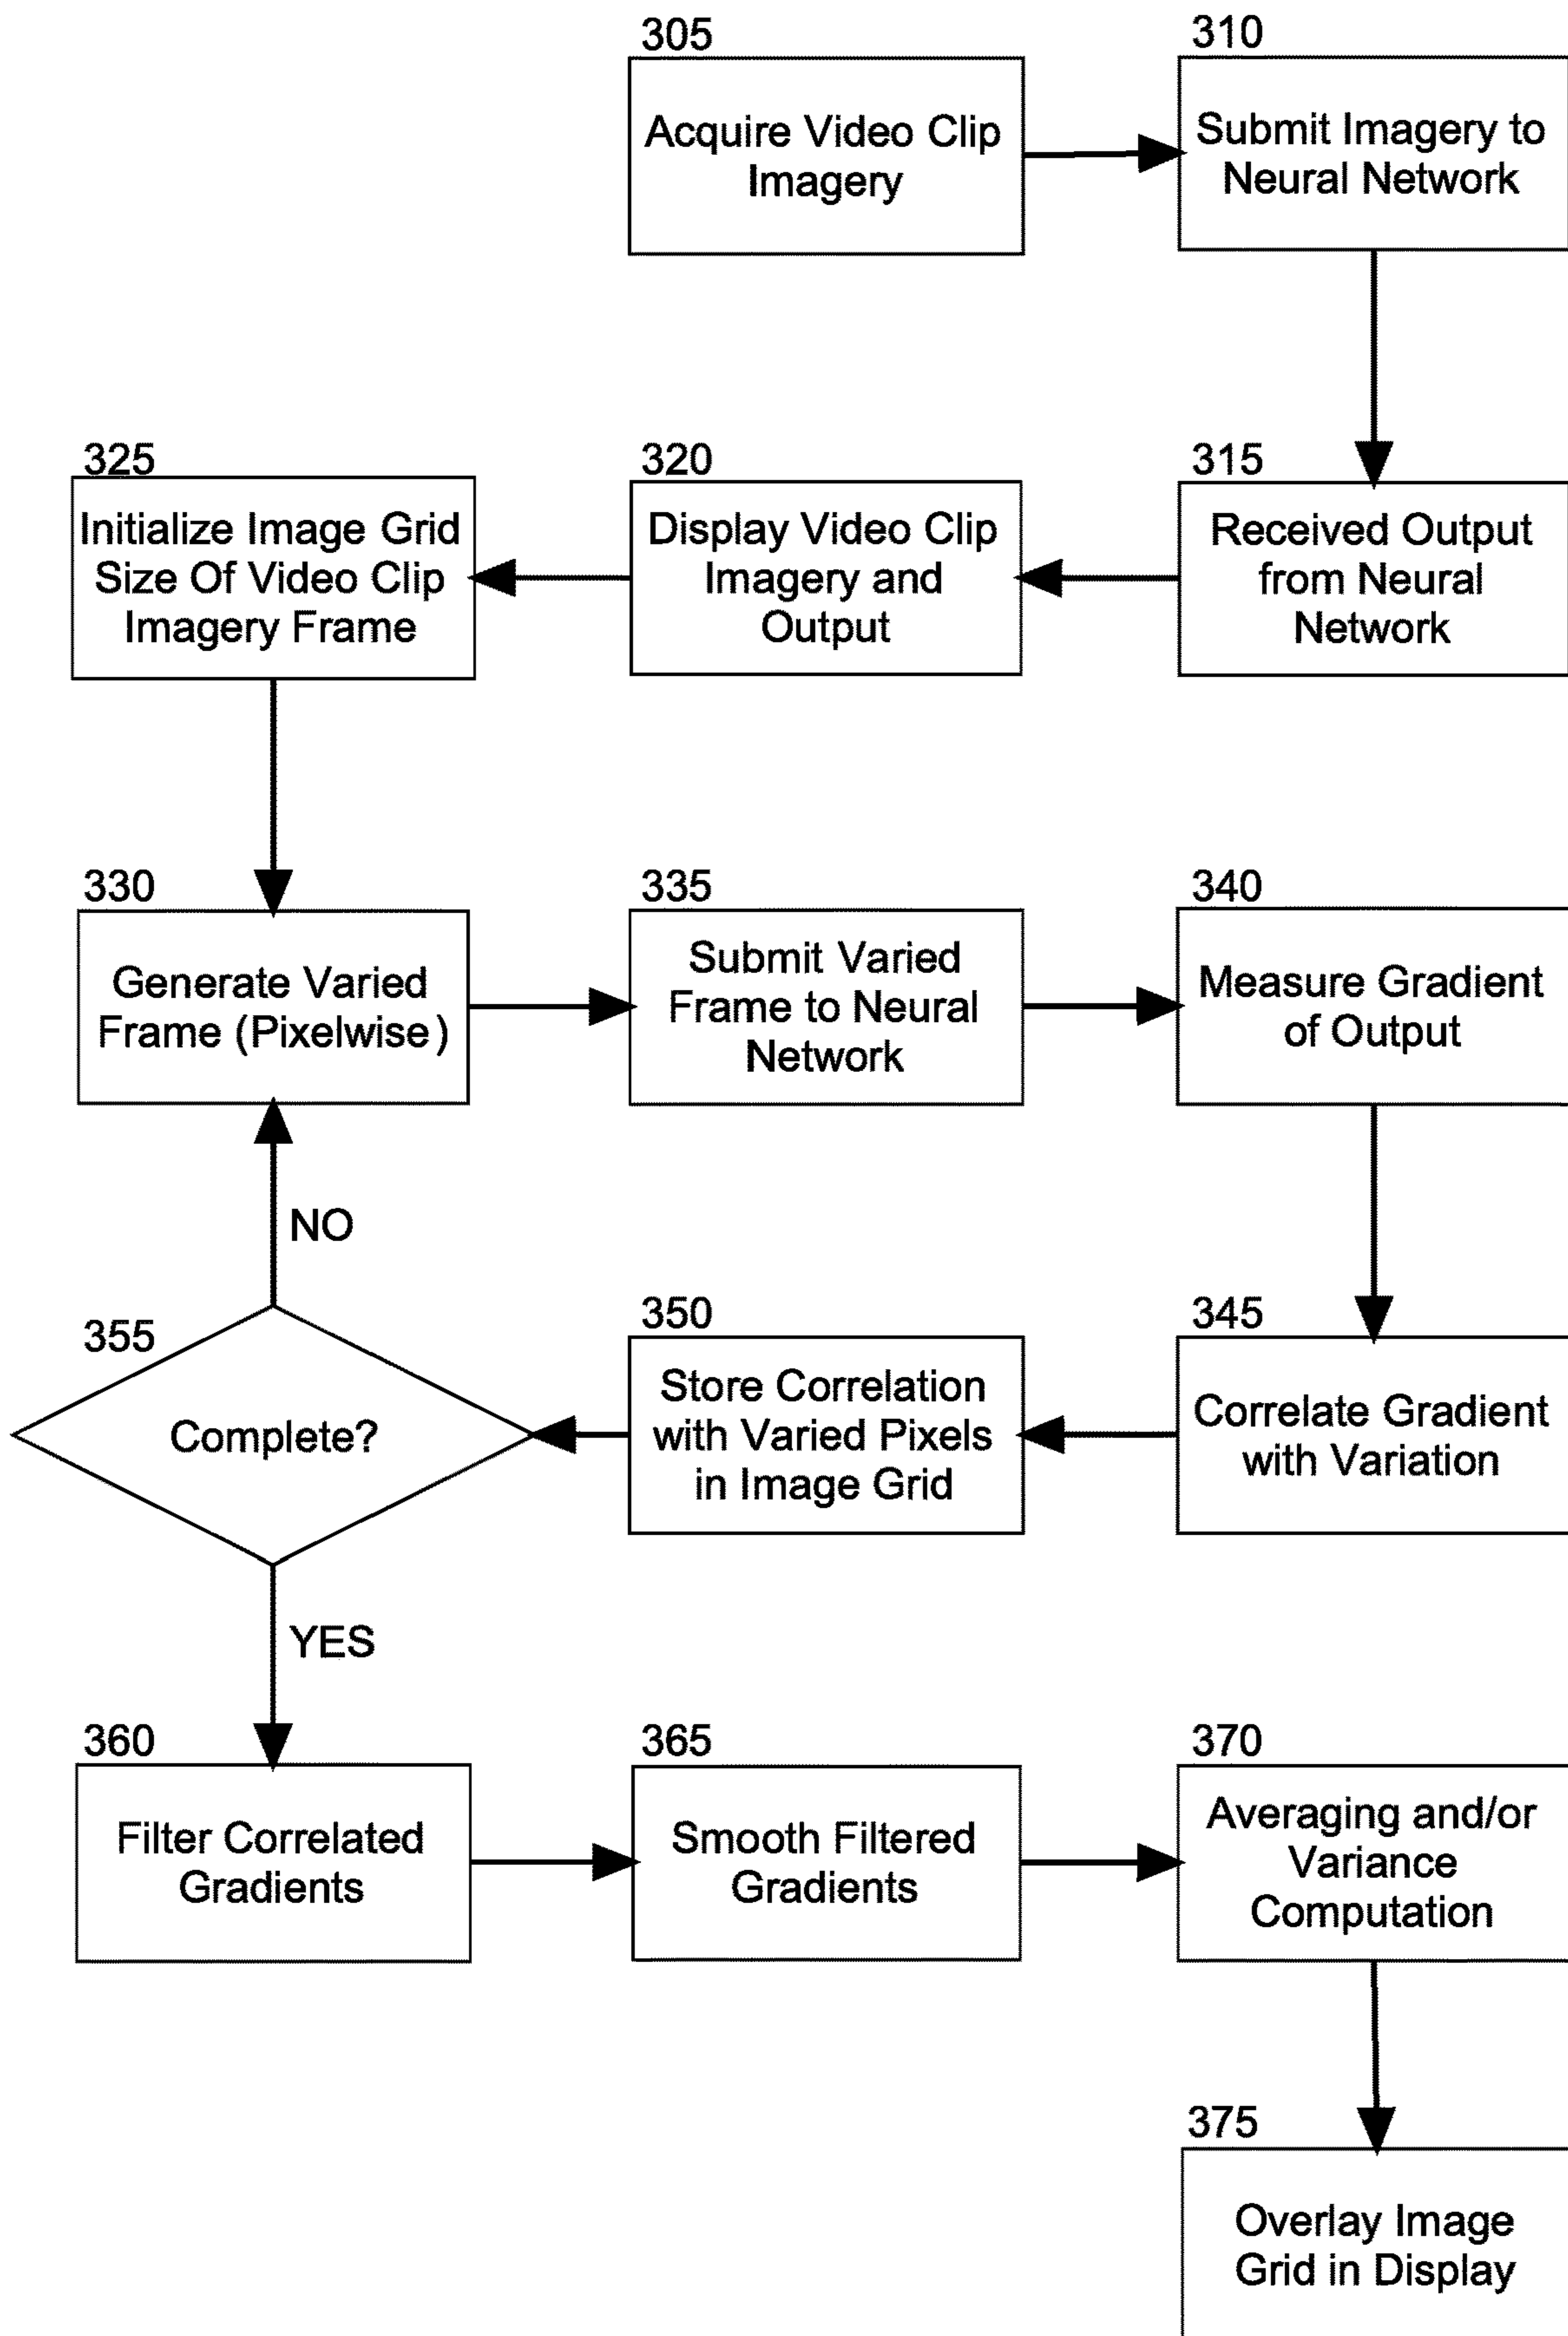 305
Acquire Video Clip
Imagery
310
Submit Imagery to
Neural Network
315
Received Output
from Neural
Network
320
Display Video Clip
Imagery and
Output
325
Initialize Image Grid
Size Of Video Clip
Imagery Frame
330
Generate Varied
Frame (Pixelwise)
335
Submit Varied
Frame to Neural
Network
340
Measure Gradient
of Output
345
Correlate Gradient
with Variation
350
Store Correlation
with Varied Pixels
in Image Grid
355
Complete?
NO
YES
360
Filter Correlated
Gradients
365
Smooth Filtered
Gradients
370
Averaging and/or
Variance
Computation
375
Overlay Image
Grid in Display